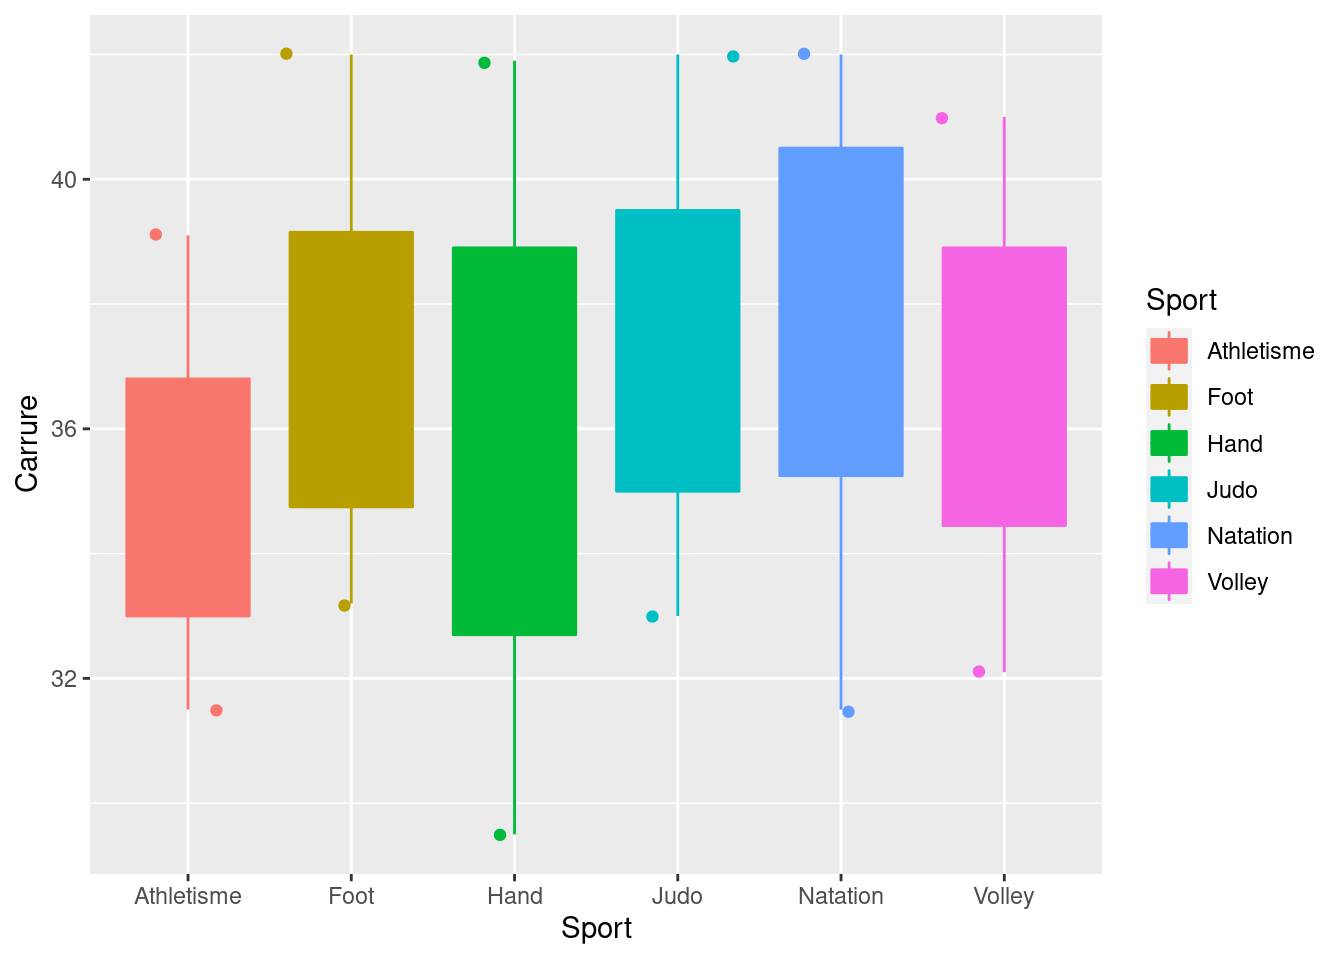 Carrure
40
36
32
Athletisme
Foot
Hand
Judo
Natation
Volley
Sport
Sport
Athletisme
Foot
Hand
Judo
Natation
Volley